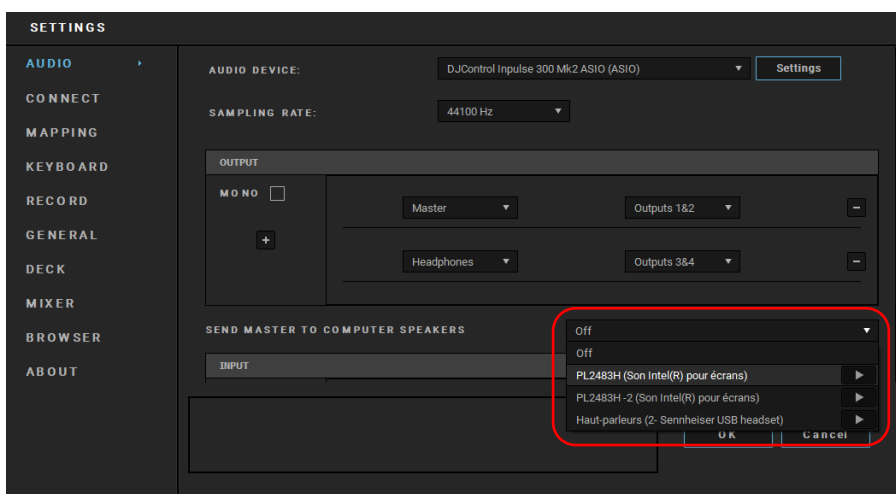 SETTINGS
AUDIO
CONNECT
MAPPING
KEYBOARD
RECORD
GENERAL
DECK
MIXER
BROWSER
ABOUT
AUDIO DEVICE:
DJControl Inpulse 300 Mk2 ASIO (ASIO)
Settings
SAMPLING RATE:
44100 Hz
OUTPUT
MONO
Master
Outputs 1&2
Headphones
Outputs 3&4
SEND MASTER TO COMPUTER SPEAKERS
Off
Off
PL2483H (Son Intel(R) pour écrans)
PL2483H -2 (Son Intel(R) pour écrans)
Haut-parleurs (2- Sennheiser USB headset)
INPUT
OK
Cancel